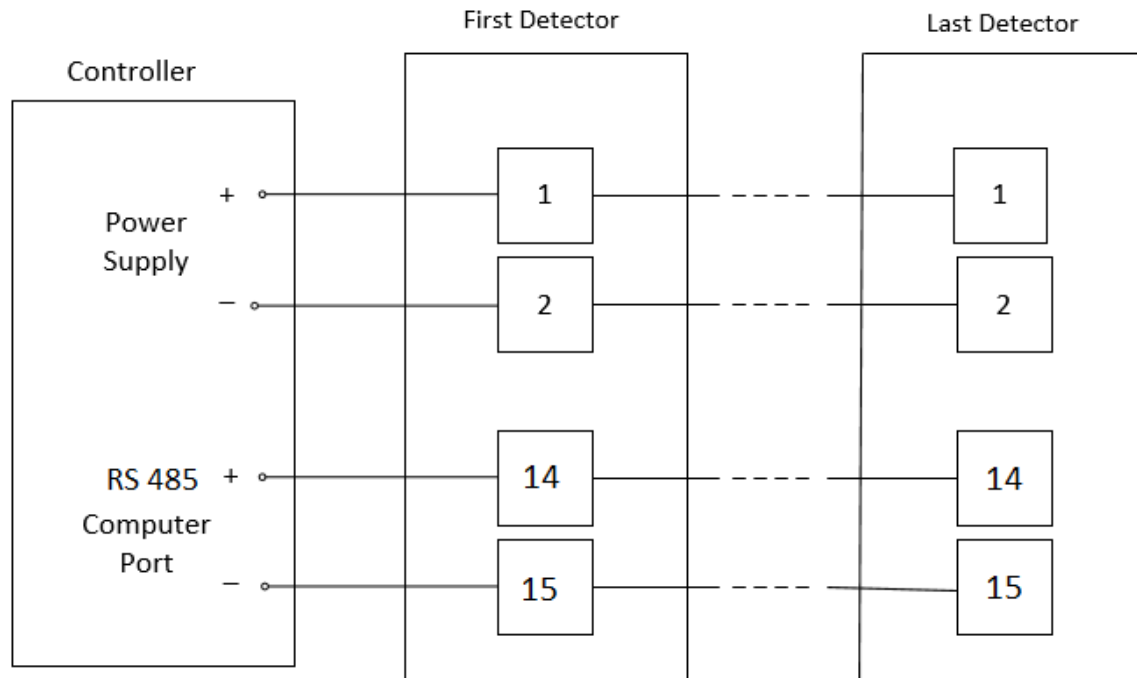 First Detector
Last Detector
Controller
+
1
1
Power
Supply
−
2
2
RS 485 +
14
14
Computer
Port
−
15
15